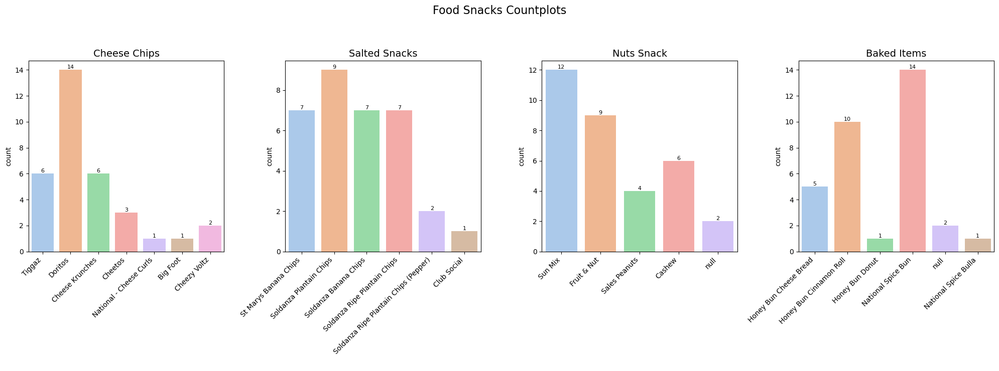 Food Snacks Countplots
Cheese Chips
count
14
12
10
8
6
4
2
0
6
14
6
3
1
1
2
Tiggaz
Doritos
Cheese Krunches
Cheetos
National - Cheese Curls
Big Foot
Cheezy Voltz
Salted Snacks
count
8
6
4
2
0
7
9
7
7
2
1
St Marys Banana Chips
Soldanza Plantain Chips
Soldanza Banana Chips
Soldanza Ripe Plantain Chips
Soldanza Ripe Plantain Chips (Pepper)
Club Social
Nuts Snack
count
12
10
8
6
4
2
0
12
9
4
6
2
Sun Mix
Fruit & Nut
Sales Peanuts
Cashew
null
Baked Items
count
14
12
10
8
6
4
2
0
5
10
1
14
2
1
Honey Bun Cheese Bread
Honey Bun Cinnamon Roll
Honey Bun Donut
National Spice Bun
null
National Spice Bulla